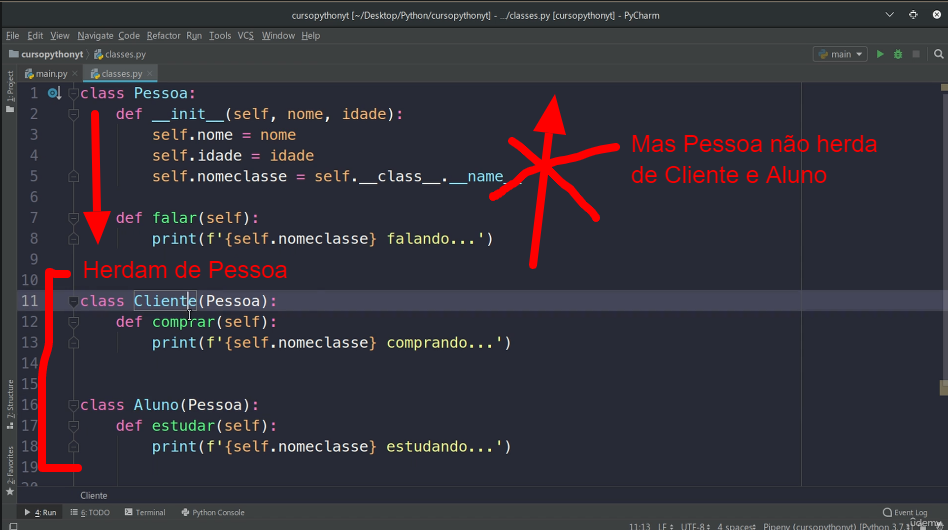 cursopythonyt [~/Desktop/Python/cursopythonyt] - .../classes.py [cursopythonyt] - PyCharm
File Edit View Navigate Code Refactor Run Tools VCS Window Help
cursopythonyt classes.py main
main.py classes.py
1: Project
1 class Pessoa:
2 def __init__(self, nome, idade):
3 self.nome = nome
4 self.idade = idade
5 self.nomeclasse = self.__class__.__name__
Mas Pessoa não herda
de Cliente e Aluno
6
7 def falar(self):
8 print(f'{self.nomeclasse} falando...')
9
Herdam de Pessoa
10
11 class Cliente(Pessoa):
12 def comprar(self):
13 print(f'{self.nomeclasse} comprando...')
14
15
16 class Aluno(Pessoa):
17 def estudar(self):
18 print(f'{self.nomeclasse} estudando...')
19
20
7: Structure
2: Favorites
Cliente
4: Run 6: TODO Terminal Python Console Event Log
11:13 LF UTF-8 4 spaces Pipenv (cursopythonyt) [Python 3.7.1
Udemy